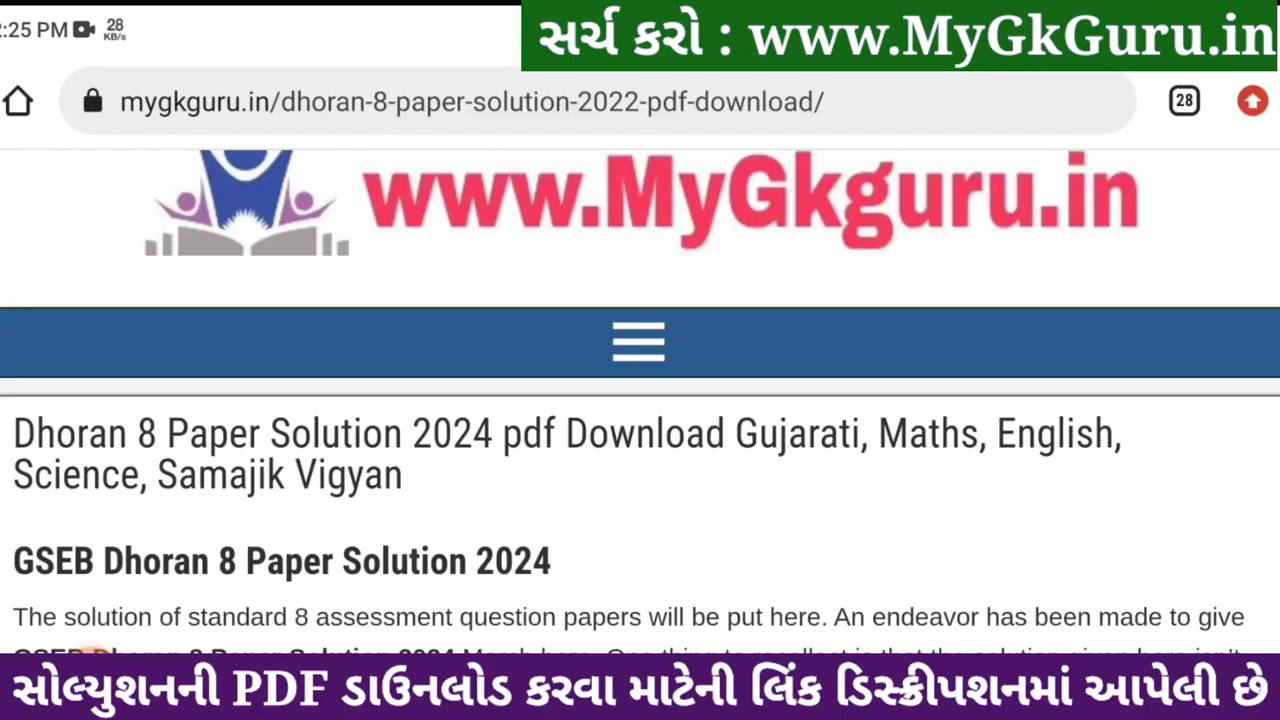 સર્ચ કરો : www.MyGkGuru.in
:25 PM 28 KB/s
mygkguru.in/dhoran-8-paper-solution-2022-pdf-download/ 28
www.MyGkguru.in
Dhoran 8 Paper Solution 2024 pdf Download Gujarati, Maths, English,
Science, Samajik Vigyan
GSEB Dhoran 8 Paper Solution 2024
The solution of standard 8 assessment question papers will be put here. An endeavor has been made to give
સોલ્યુશનની PDF ડાઉનલોડ કરવા માટેની લિંક ડિસ્ક્રીપશનમાં આપેલી છે